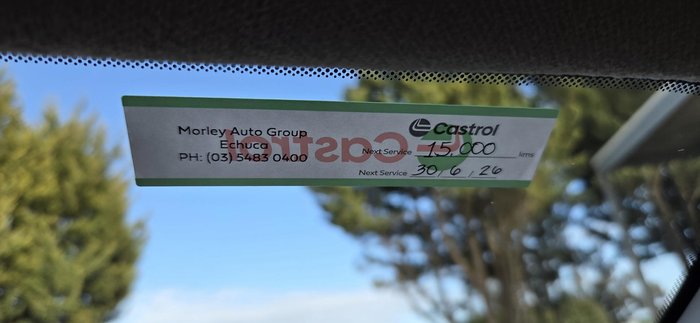 Morley Auto Group
Echuca
PH: (03) 5483 0400
Castrol
Next Service 15,000 kms
Next Service 30, 6, 26
Castrol